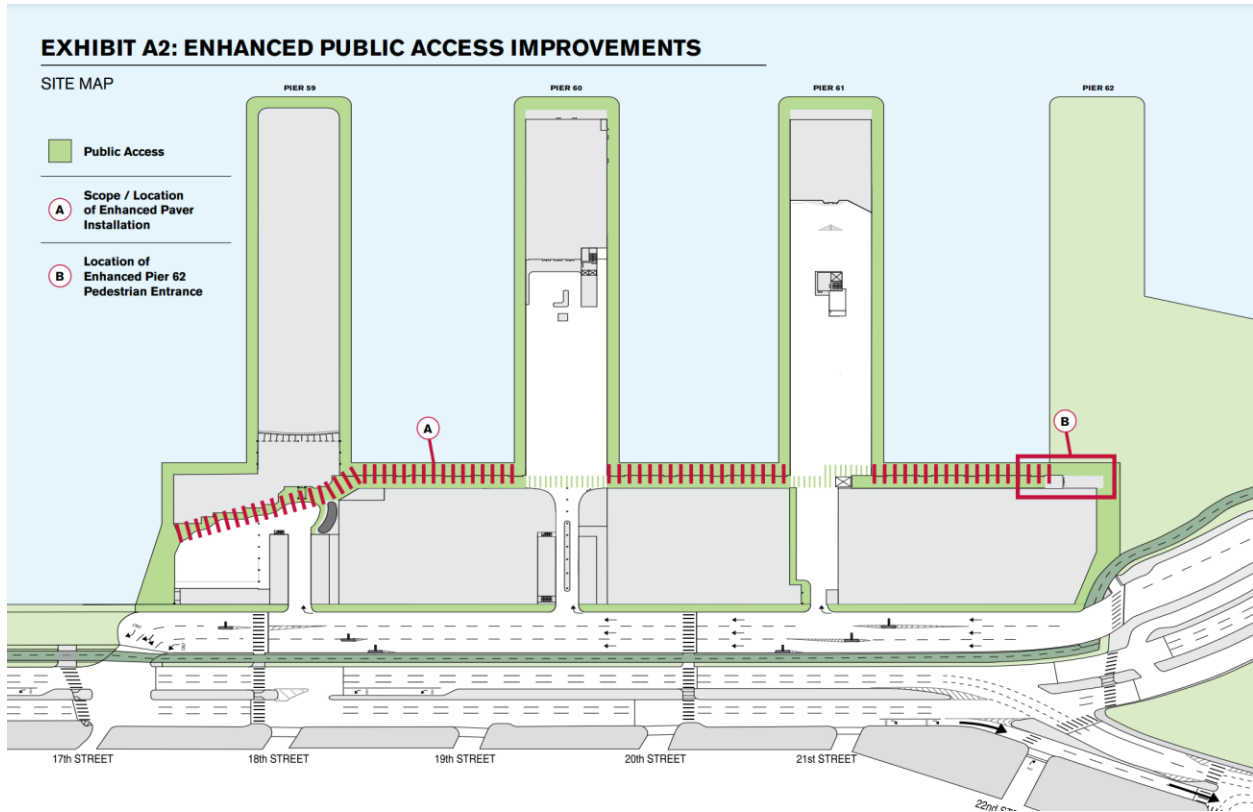 EXHIBIT A2: ENHANCED PUBLIC ACCESS IMPROVEMENTS
SITE MAP
PIER 59
PIER 60
PIER 61
PIER 62
Public Access
A
Scope / Location
of Enhanced Paver
Installation
B
Location of
Enhanced Pier 62
Pedestrian Entrance
A
B
17th STREET
18th STREET
19th STREET
20th STREET
21st STREET
22nd